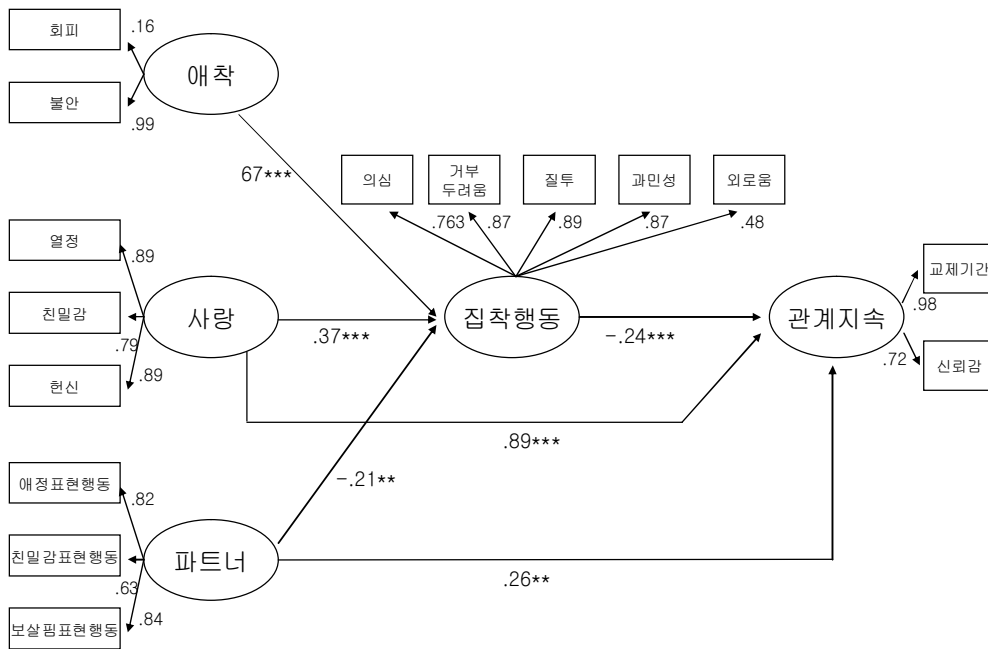 회피
.16
애착
불안
.99
67***
의심
거부
두려움
질투
과민성
외로움
.763
.87
.89
.87
.48
열정
.89
친밀감
사랑
.79
헌신
.89
.37***
집착행동
-.24***
관계지속
교제기간
.98
.72
신뢰감
.89***
-.21**
애정표현행동
.82
친밀감표현행동
파트너
.63
보살핌표현행동
.84
.26**